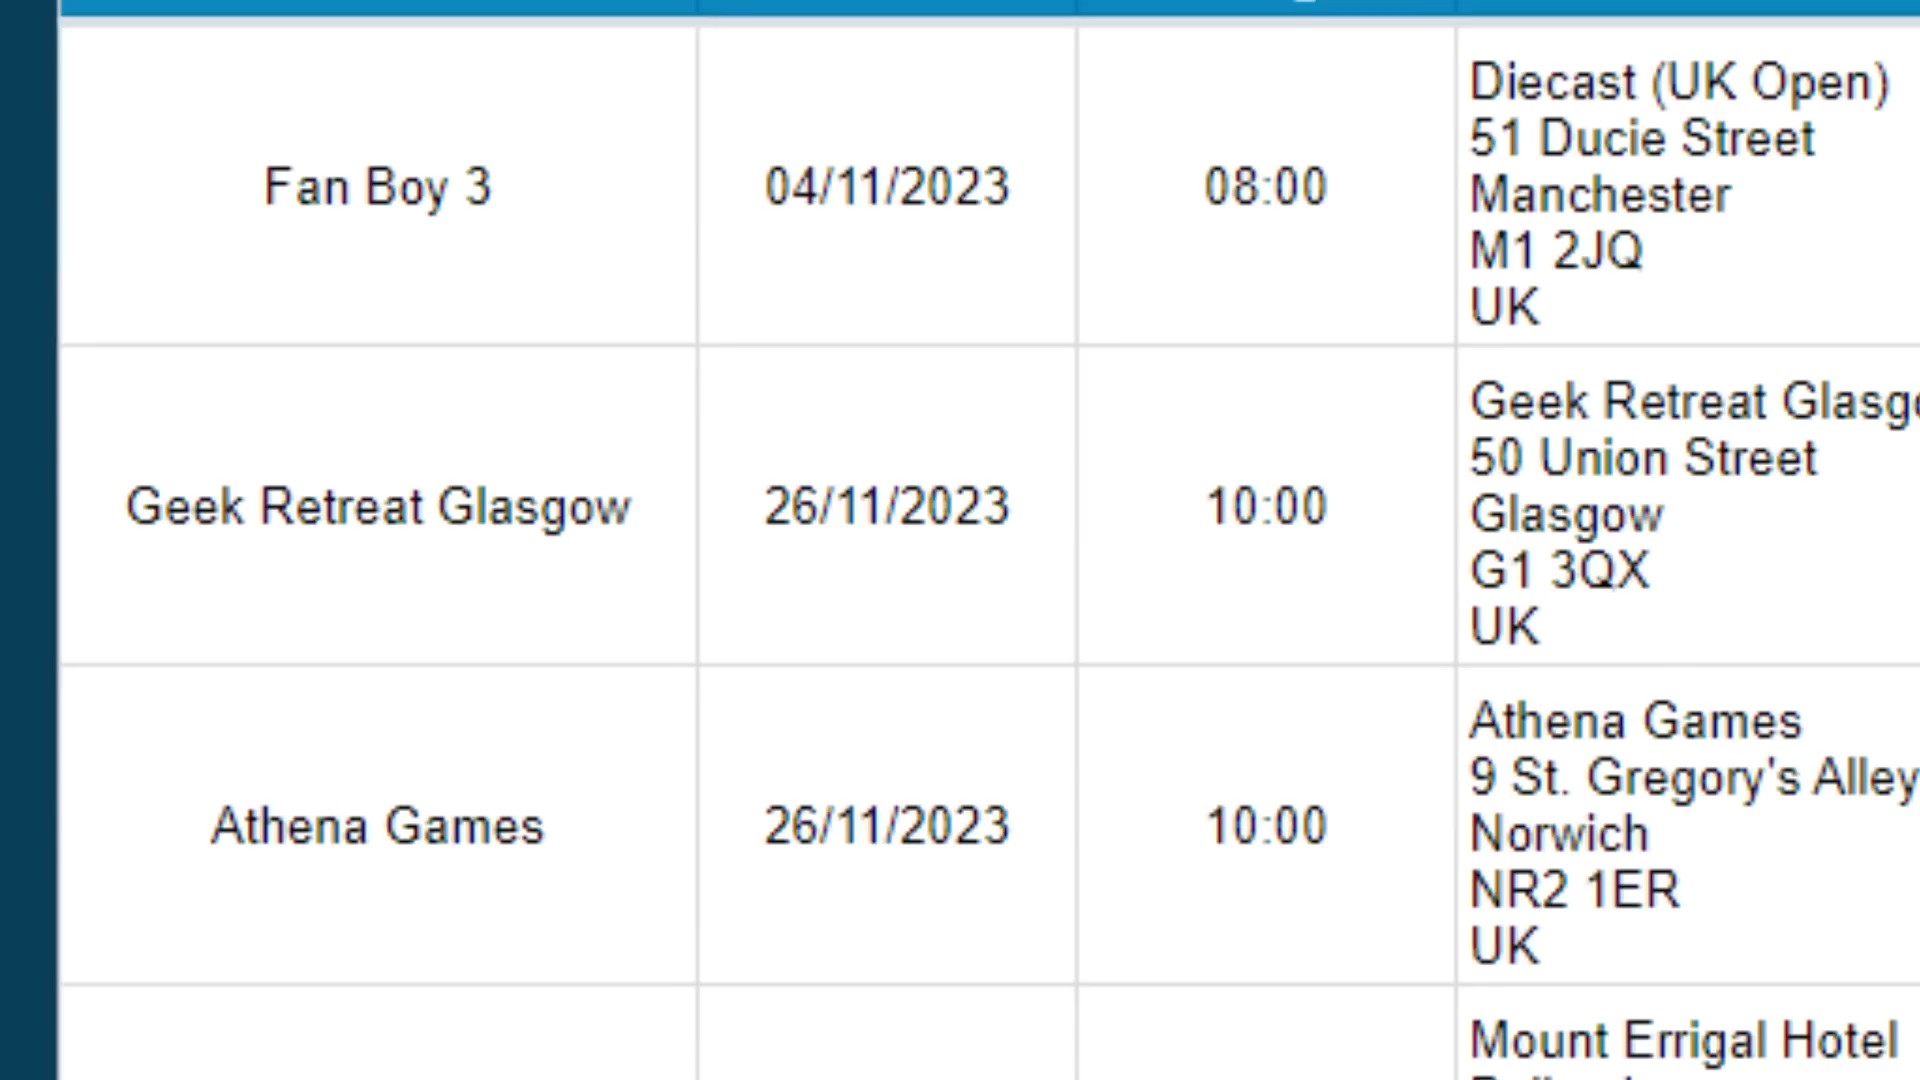 Fan Boy 3
04/11/2023
08:00
Diecast (UK Open)
51 Ducie Street
Manchester
M1 2JQ
UK
Geek Retreat Glasgow
26/11/2023
10:00
Geek Retreat
50 Union Street
Glasgow
G1 3QX
UK
Athena Games
26/11/2023
10:00
Athena Games
9 St. Gregory's Alley
Norwich
NR2 1ER
UK
Mount Errigal Hotel